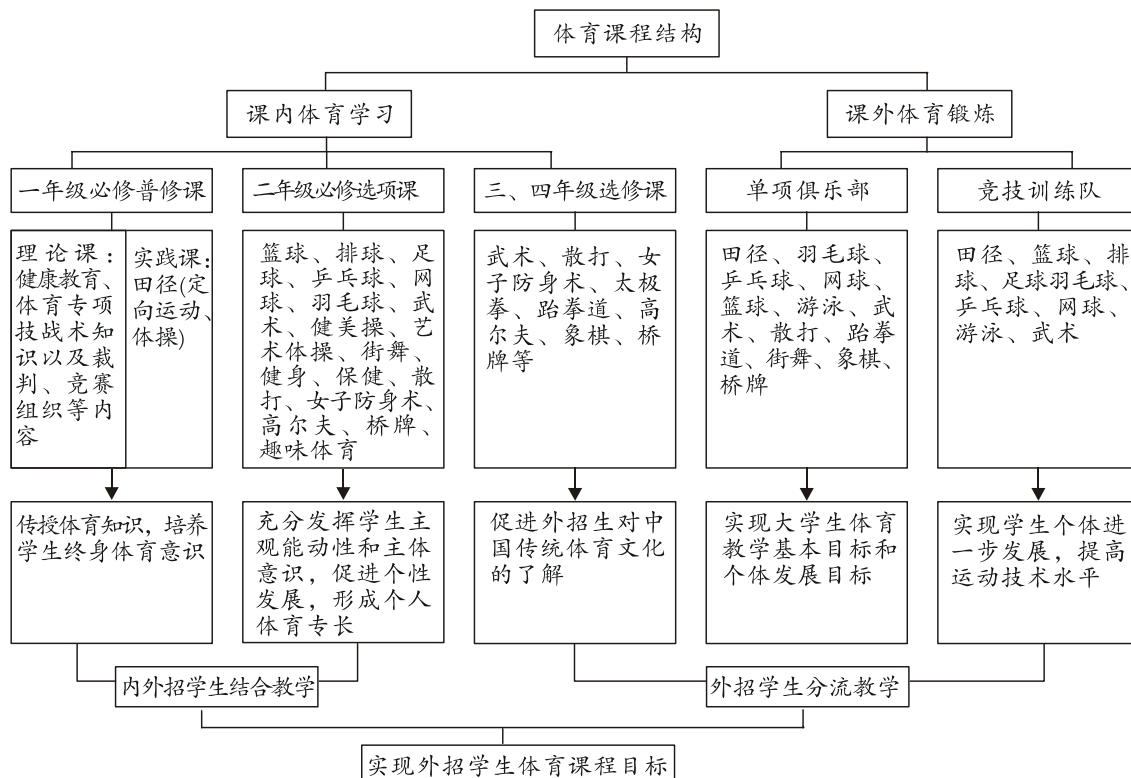 体育课程结构
课内体育学习
课外体育锻炼
一年级必修普修课
二年级必修选项课
三、四年级选修课
单项俱乐部
竞技训练队
理论课：
健康教育、
体育专项
技战术知
识以及裁
判、竞赛
组织等内
容
实践课：
田径(定
向运动、
体操)
篮球、排球、足
球、乒乓球、网
球、羽毛球、武
术、健美操、艺
术体操、街舞、
健身、保健、散
打、女子防身术、
高尔夫、桥牌、
趣味体育
武术、散打、女
子防身术、太极
拳、跆拳道、高
尔夫、象棋、桥
牌等
田径、羽毛球、
乒乓球、网球、
篮球、游泳、武
术、散打、跆拳
道、街舞、象棋、
桥牌
田径、篮球、排
球、足球羽毛球、
乒乓球、网球、
游泳、武术
传授体育知识，培养
学生终身体育意识
充分发挥学生主
观能动性和主体
意识，促进个性
发展，形成个人
体育专长
促进外招生对中
国传统体育文化
的了解
实现大学生体育
教学基本目标和
个体发展目标
实现学生个体进
一步发展，提高
运动技术水平
内外招学生结合教学
外招学生分流教学
实现外招学生体育课程目标